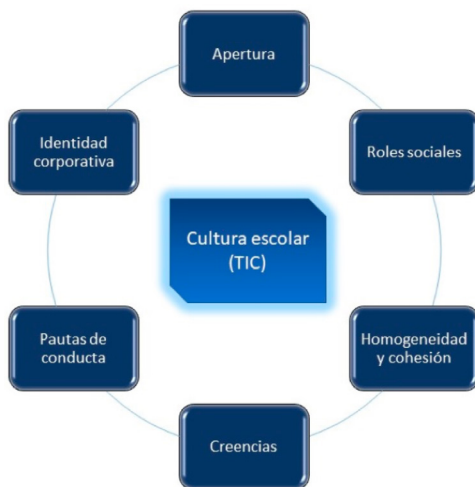 Apertura
Identidad
corporativa
Roles sociales
Cultura escolar
(TIC)
Pautas de
conducta
Homogeneidad
y cohesión
Creencias